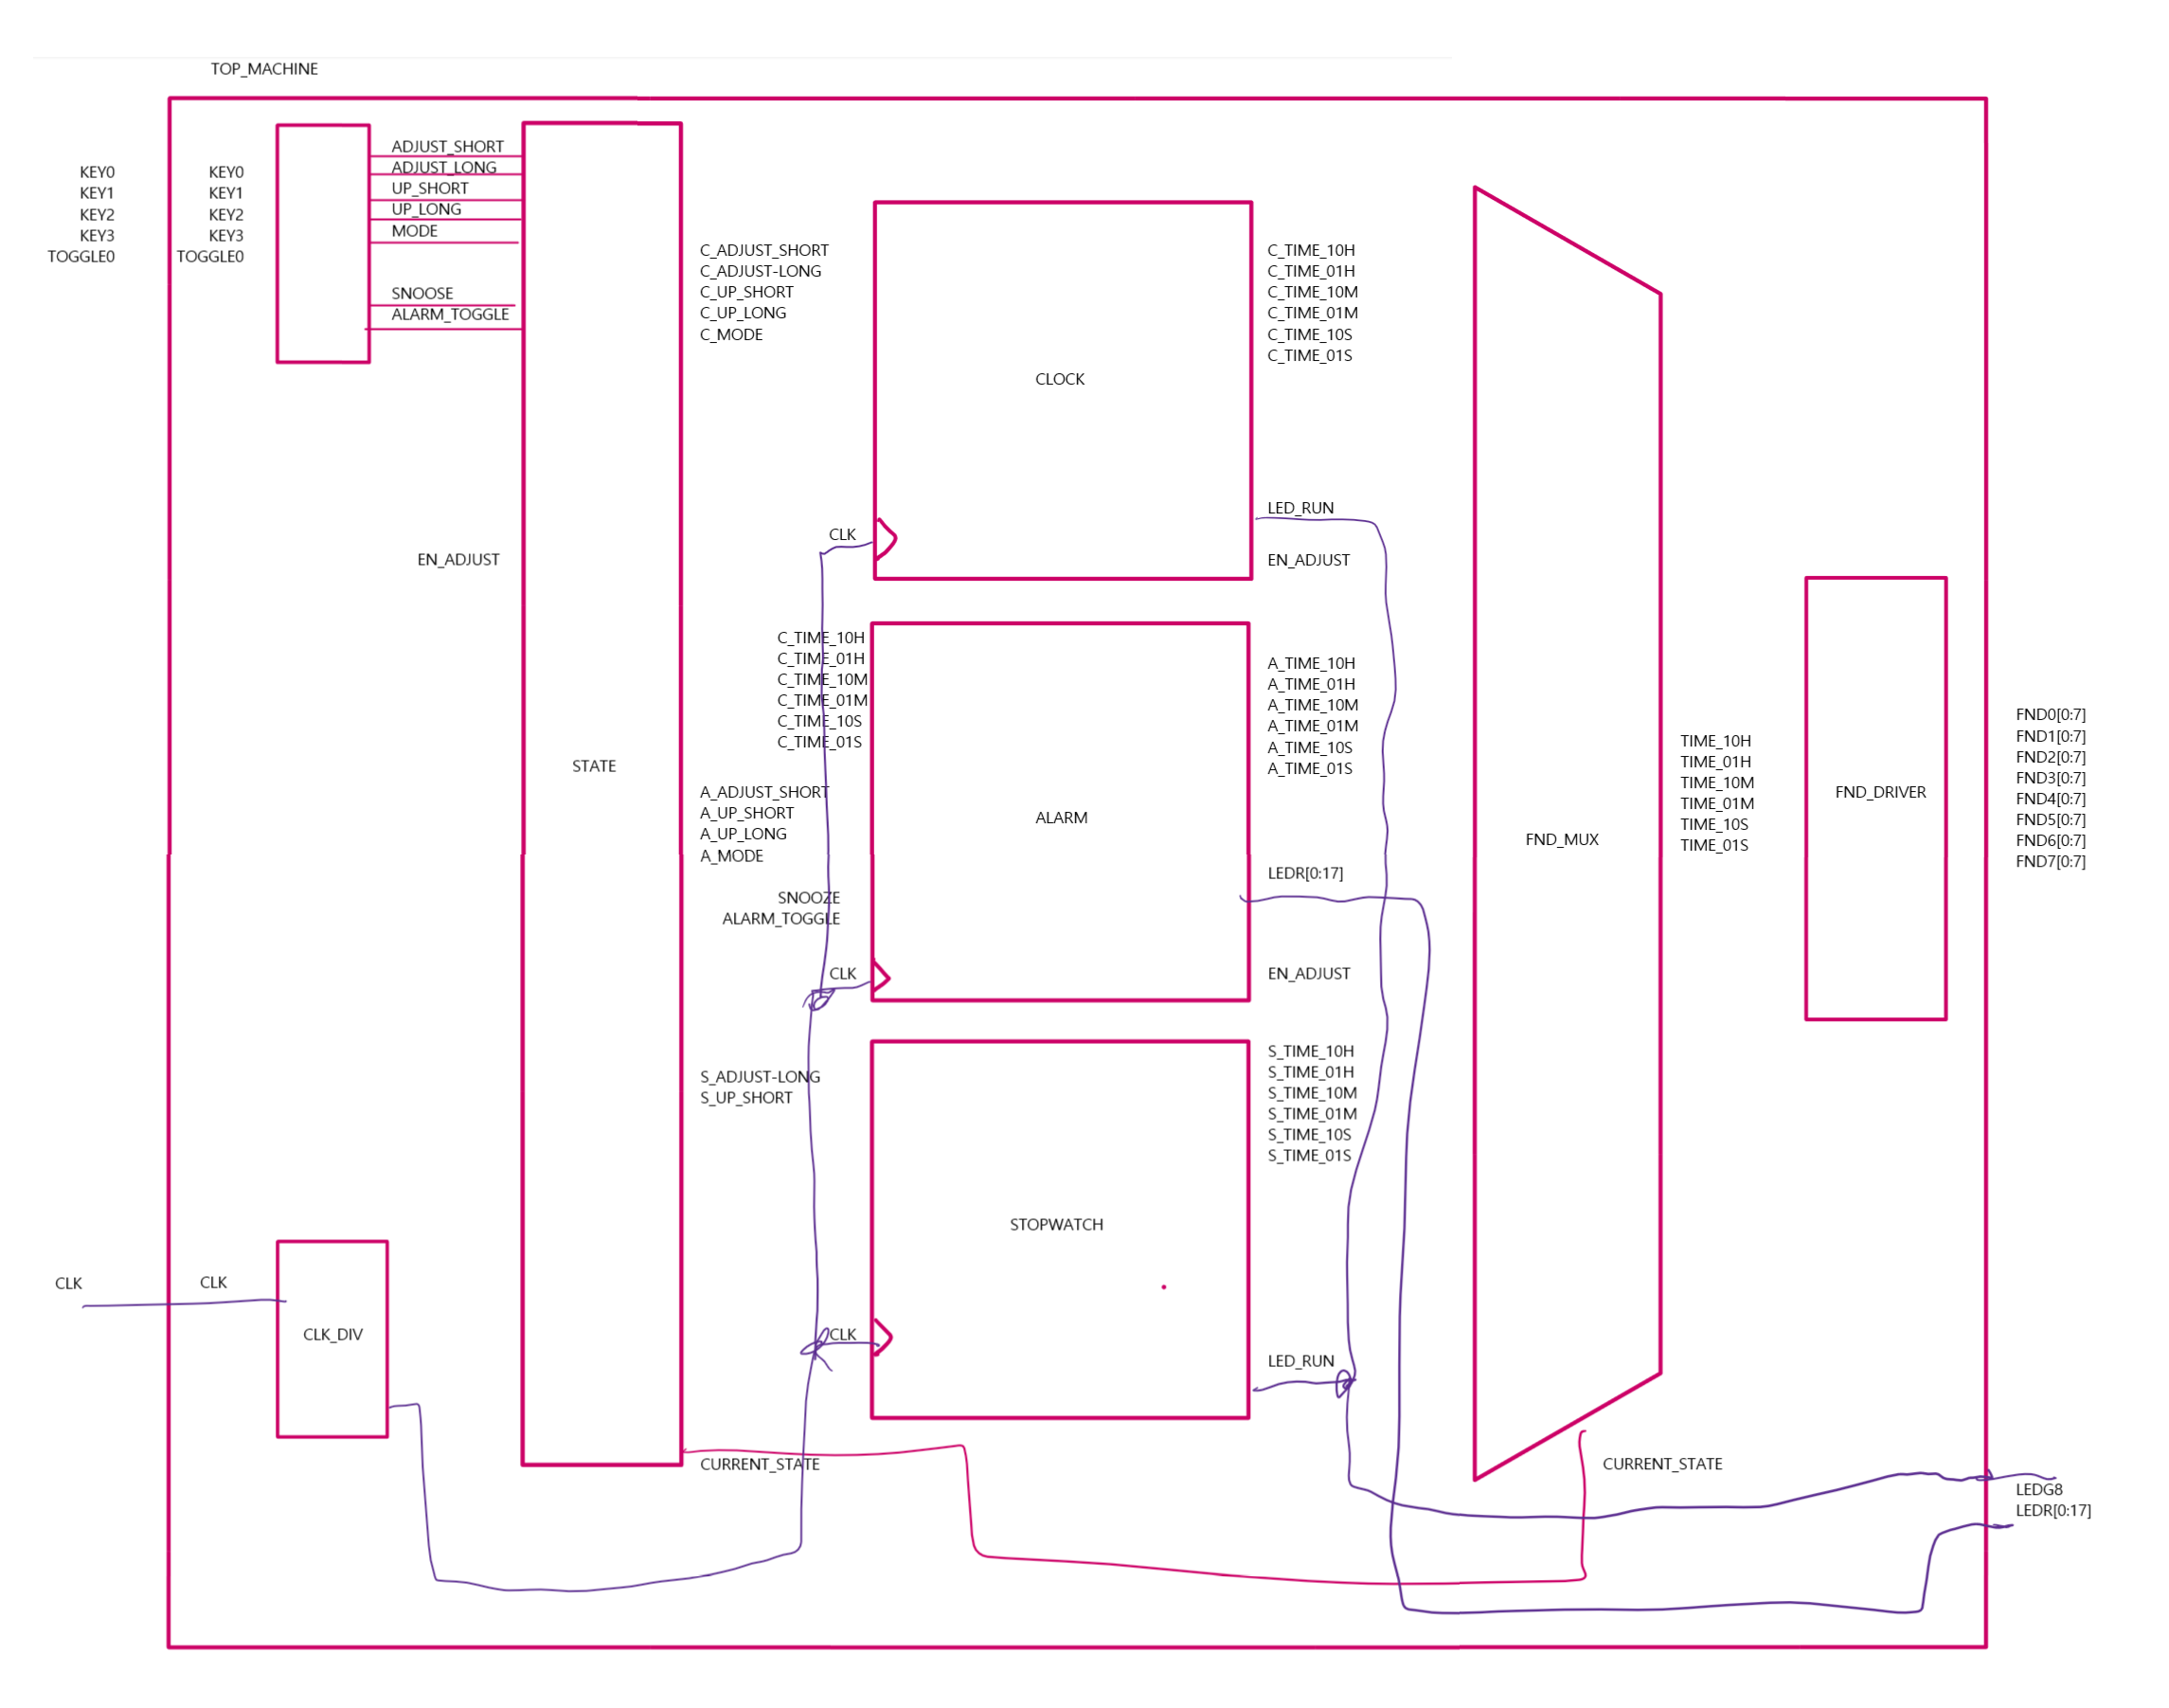 TOP_MACHINE
KEY0
KEY1
KEY2
KEY3
TOGGLE0
KEY0
KEY1
KEY2
KEY3
TOGGLE0
ADJUST_SHORT
ADJUST_LONG
UP_SHORT
UP_LONG
MODE
SNOOSE
ALARM_TOGGLE
EN_ADJUST
STATE
C_ADJUST_SHORT
C_ADJUST-LONG
C_UP_SHORT
C_UP_LONG
C_MODE
CLOCK
CLK
C_TIME_10H
C_TIME_01H
C_TIME_10M
C_TIME_01M
C_TIME_10S
C_TIME_01S
LED_RUN
EN_ADJUST
C_TIME_10H
C_TIME_01H
C_TIME_10M
C_TIME_01M
C_TIME_10S
C_TIME_01S
A_ADJUST_SHORT
A_UP_SHORT
A_UP_LONG
A_MODE
SNOOZE
ALARM_TOGGLE
CLK
ALARM
A_TIME_10H
A_TIME_01H
A_TIME_10M
A_TIME_01M
A_TIME_10S
A_TIME_01S
LEDR[0:17]
EN_ADJUST
S_ADJUST-LONG
S_UP_SHORT
CLK
STOPWATCH
S_TIME_10H
S_TIME_01H
S_TIME_10M
S_TIME_01M
S_TIME_10S
S_TIME_01S
LED_RUN
FND_MUX
TIME_10H
TIME_01H
TIME_10M
TIME_01M
TIME_10S
TIME_01S
FND_DRIVER
FND0[0:7]
FND1[0:7]
FND2[0:7]
FND3[0:7]
FND4[0:7]
FND5[0:7]
FND6[0:7]
FND7[0:7]
CLK
CLK
CLK_DIV
CURRENT_STATE
CURRENT_STATE
LEDG8
LEDR[0:17]